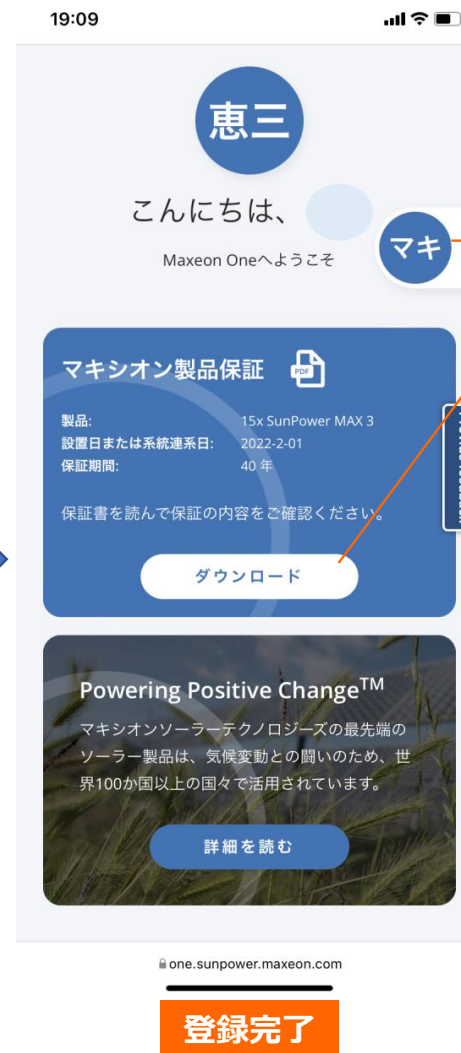 19:09
恵三
こんにちは、
マキ
Maxeon Oneへようこそ
マキシオン製品保証
PDF
製品: 15x SunPower MAX 3
設置日または系統連系日: 2022-2-01
保証期間: 40 年
保証書を読んで保証の内容をご確認ください。
ダウンロード
Powering Positive Change™
マキシオンソーラーテクノロジーズの最先端の
ソーラー製品は、気候変動との闘いのため、世
界100か国以上の国々で活用されています。
詳細を読む
one.sunpower.maxeon.com
登録完了